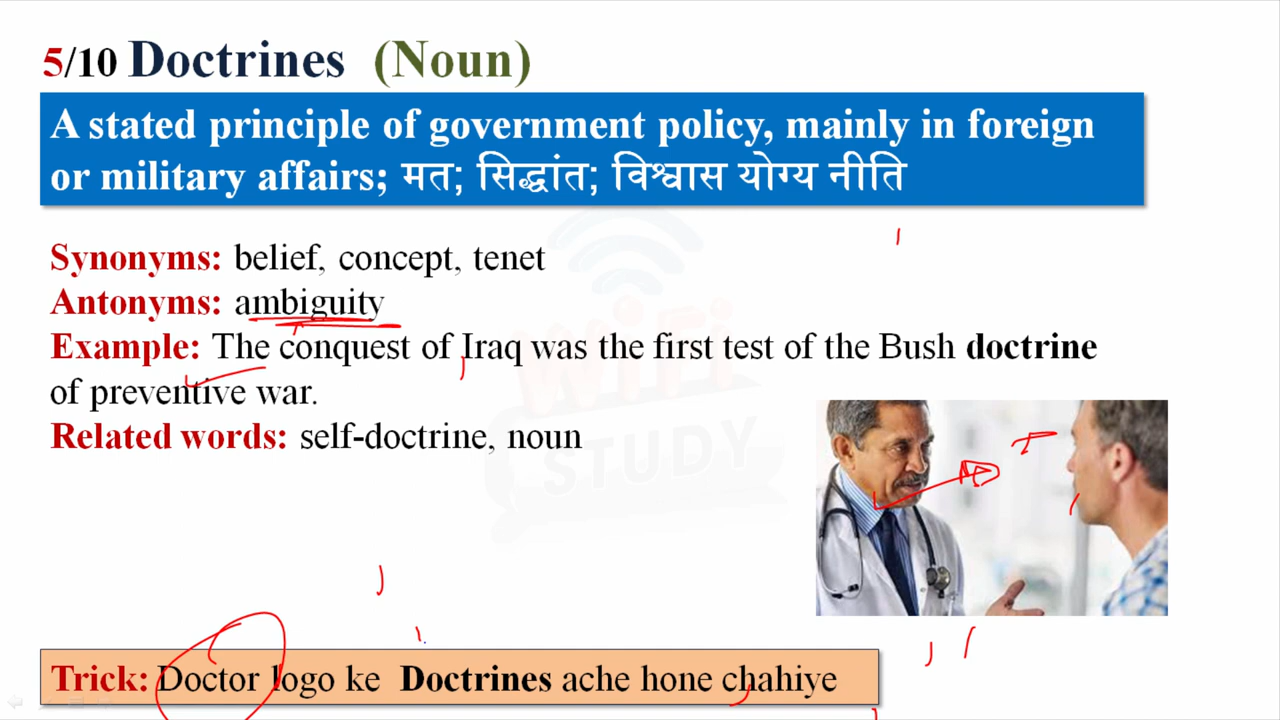 5/10 Doctrines (Noun)
A stated principle of government policy, mainly in foreign
or military affairs; मत; सिद्धांत; विश्वास योग्य नीति
Synonyms: belief, concept, tenet
Antonyms: ambiguity
Example: The conquest of Iraq was the first test of the Bush doctrine
of preventive war.
Related words: self-doctrine, noun
WiFi
STUDY
Trick: Doctor logo ke Doctrines ache hone chahiye